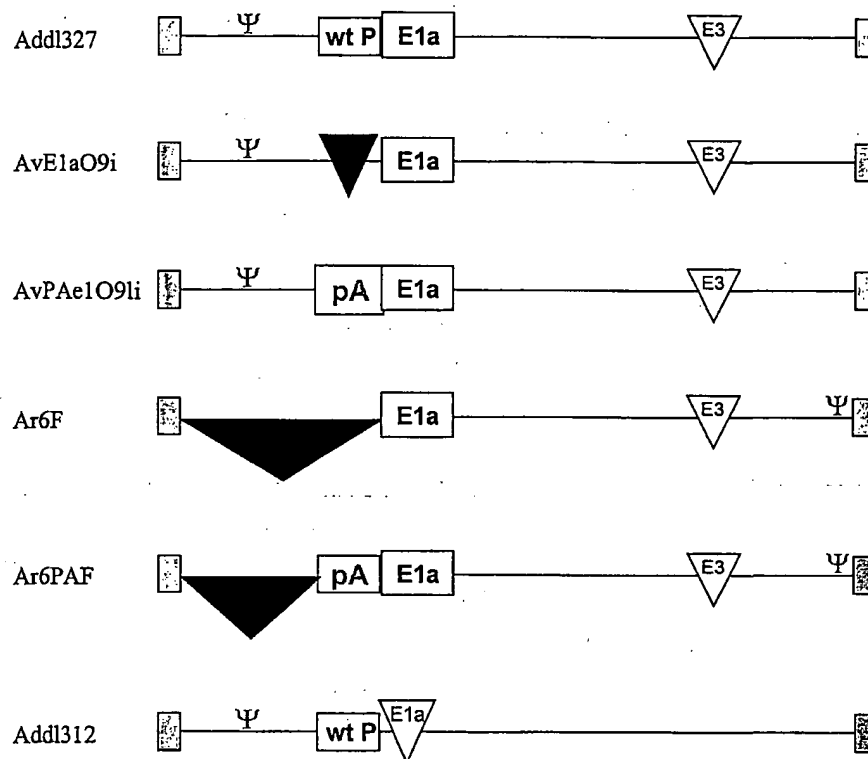 Addl327 Ψ wt P E1a E3
AvE1aO9i Ψ E1a E3
AvPAe1O9li Ψ pA E1a E3
Ar6F E1a E3 Ψ
Ar6PAF pA E1a E3 Ψ
Addl312 Ψ wt P E1a